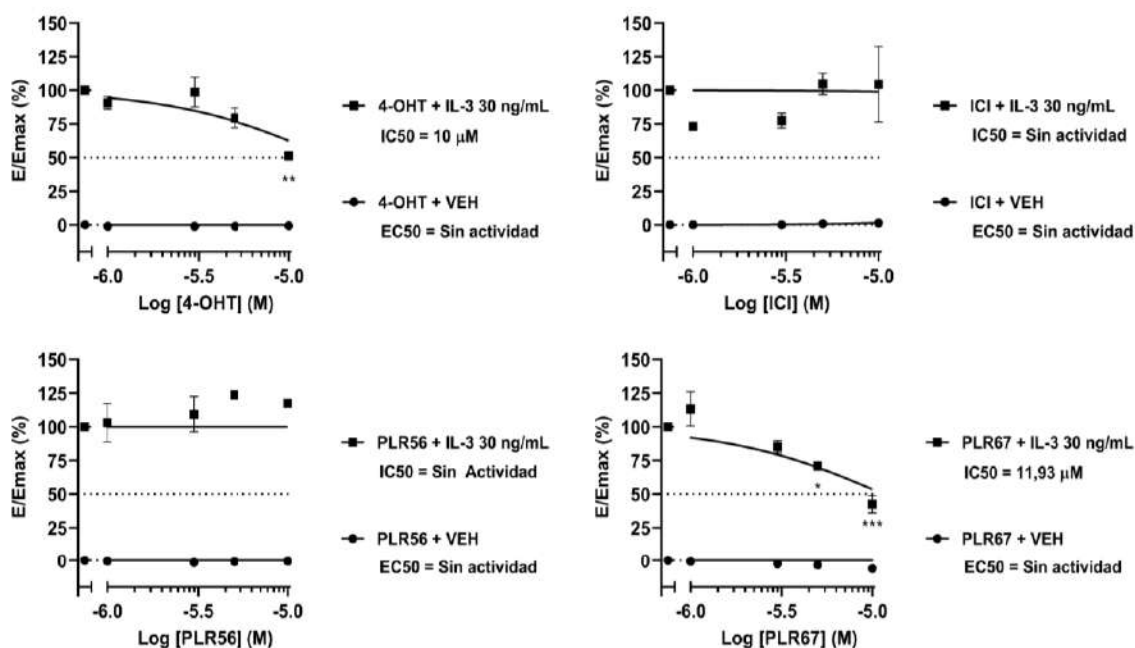 E/Emax (%)
150
125
100
75
50
25
0
**
-6.0
-5.5
-5.0
Log [4-OHT] (M)
4-OHT + IL-3 30 ng/mL
IC50 = 10 μM
4-OHT + VEH
EC50 = Sin actividad
E/Emax (%)
150
125
100
75
50
25
0
-6.0
-5.5
-5.0
Log [ICI] (M)
ICI + IL-3 30 ng/mL
IC50 = Sin actividad
ICI + VEH
EC50 = Sin actividad
E/Emax (%)
150
125
100
75
50
25
0
-6.0
-5.5
-5.0
Log [PLR56] (M)
PLR56 + IL-3 30 ng/mL
IC50 = Sin Actividad
PLR56 + VEH
EC50 = Sin actividad
E/Emax (%)
150
125
100
75
50
25
0
*
***
-6.0
-5.5
-5.0
Log [PLR67] (M)
PLR67 + IL-3 30 ng/mL
IC50 = 11,93 μM
PLR67 + VEH
EC50 = Sin actividad